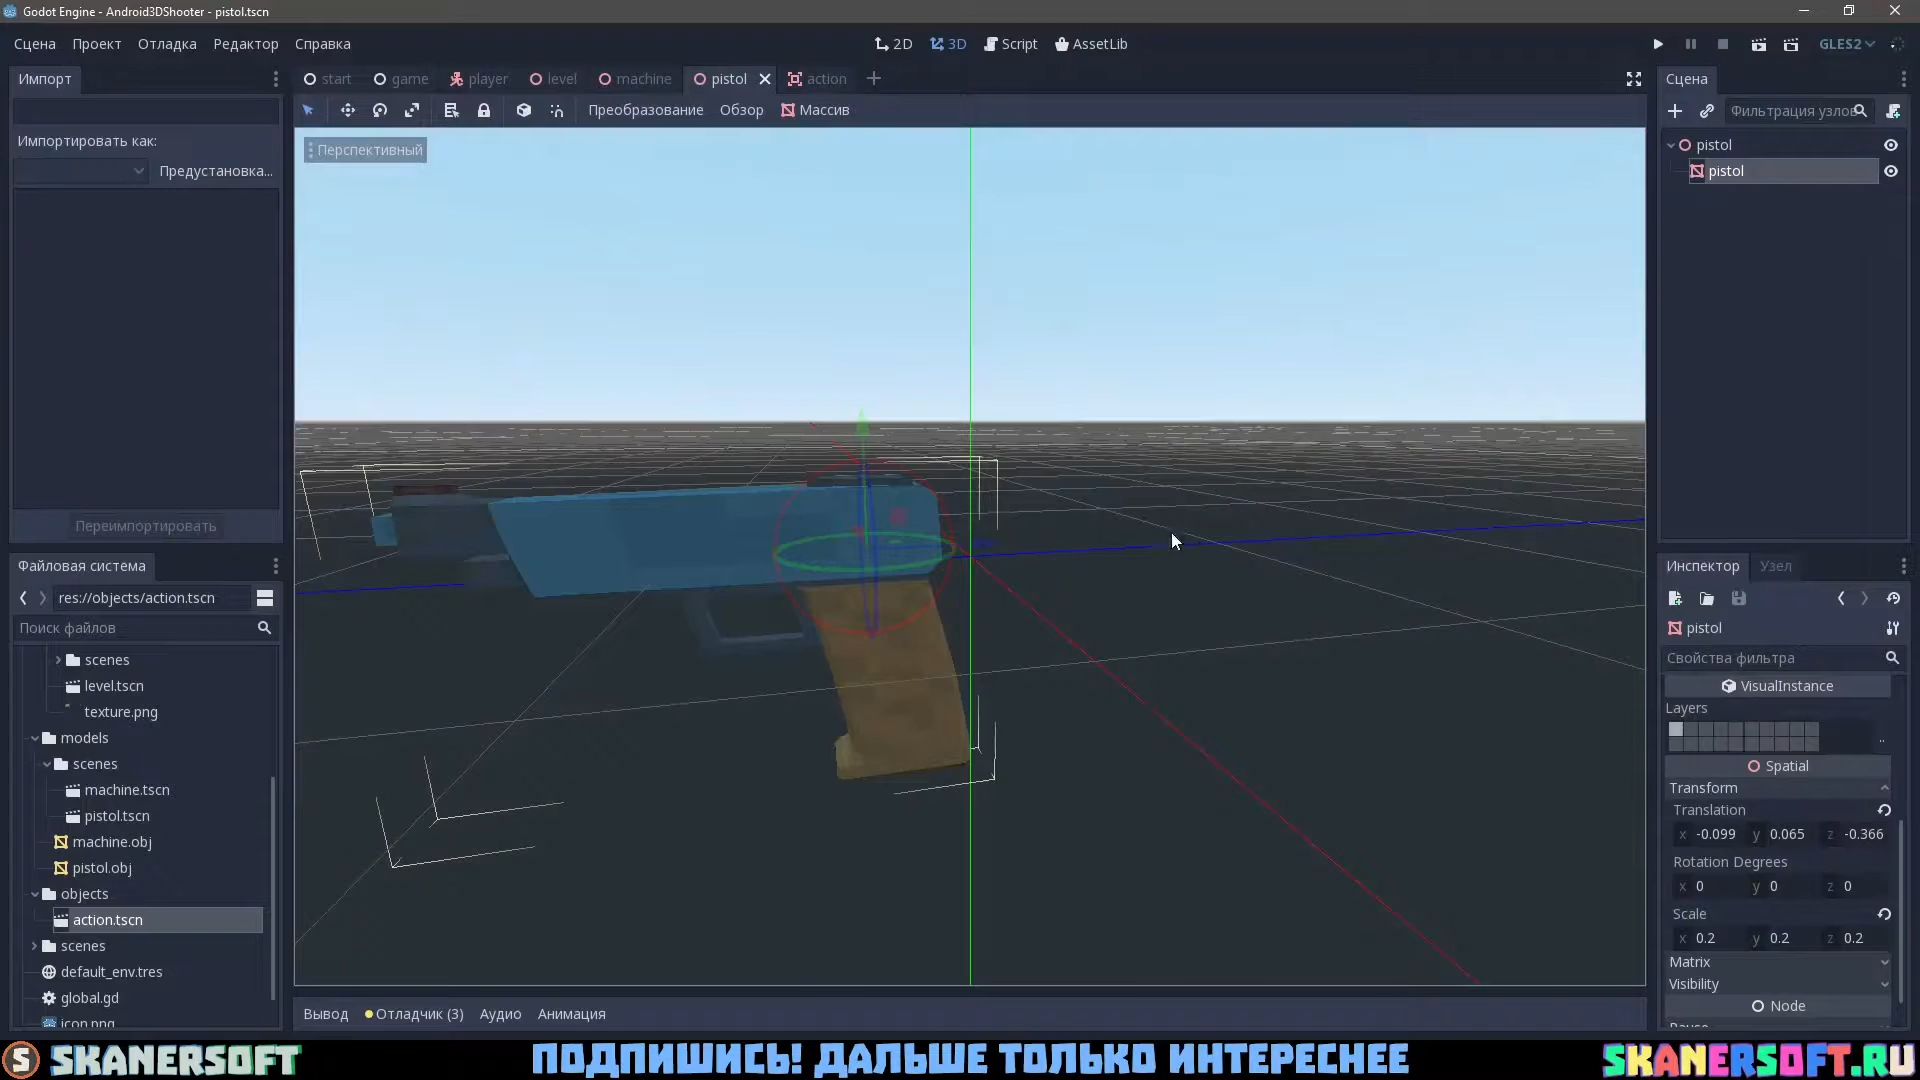 Godot Engine - Android3DShooter - pistol.tscn
Сцена Проект Отладка Редактор Справка
2D 3D Script AssetLib
GLES2
Импорт
start game player level machine pistol action
Сцена
Преобразование Обзор Массив
Фильтрация узлов
Импортировать как:
Предустановка...
Перспективный
pistol
pistol
Переимпортировать
Файловая система
res://objects/action.tscn
Поиск файлов
scenes
level.tscn
texture.png
models
scenes
machine.tscn
pistol.tscn
machine.obj
pistol.obj
objects
action.tscn
scenes
default_env.tres
global.gd
icon.png
Инспектор Узел
pistol
Свойства фильтра
VisualInstance
Layers
..
Spatial
Transform
Translation
x -0.099 y 0.065 z -0.366
Rotation Degrees
x 0 y 0 z 0
Scale
x 0.2 y 0.2 z 0.2
Matrix
Visibility
Node
Pause
Вывод Отладчик (3) Аудио Анимация
S SKANERSOFT
ПОДПИШИСЬ! ДАЛЬШЕ ТОЛЬКО ИНТЕРЕСНЕЕ
SKANERSOFT.RU